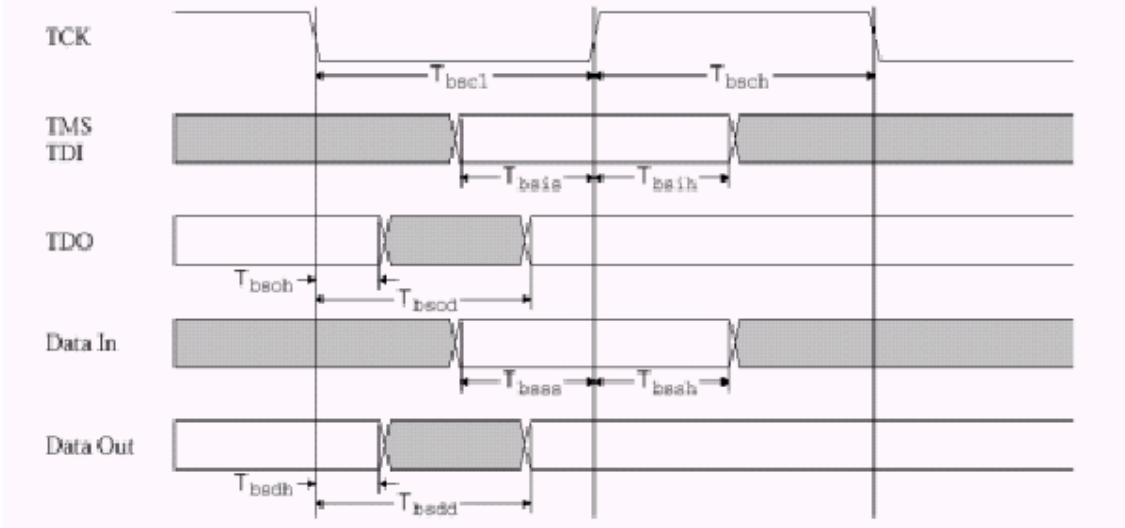 TCK
Tbscl Tbsch
TMS
TDI
Tbsis Tbsih
TDO
Tbsoh
Tbsod
Data In
Tbsss Tbssh
Data Out
Tbsdh
Tbsdd